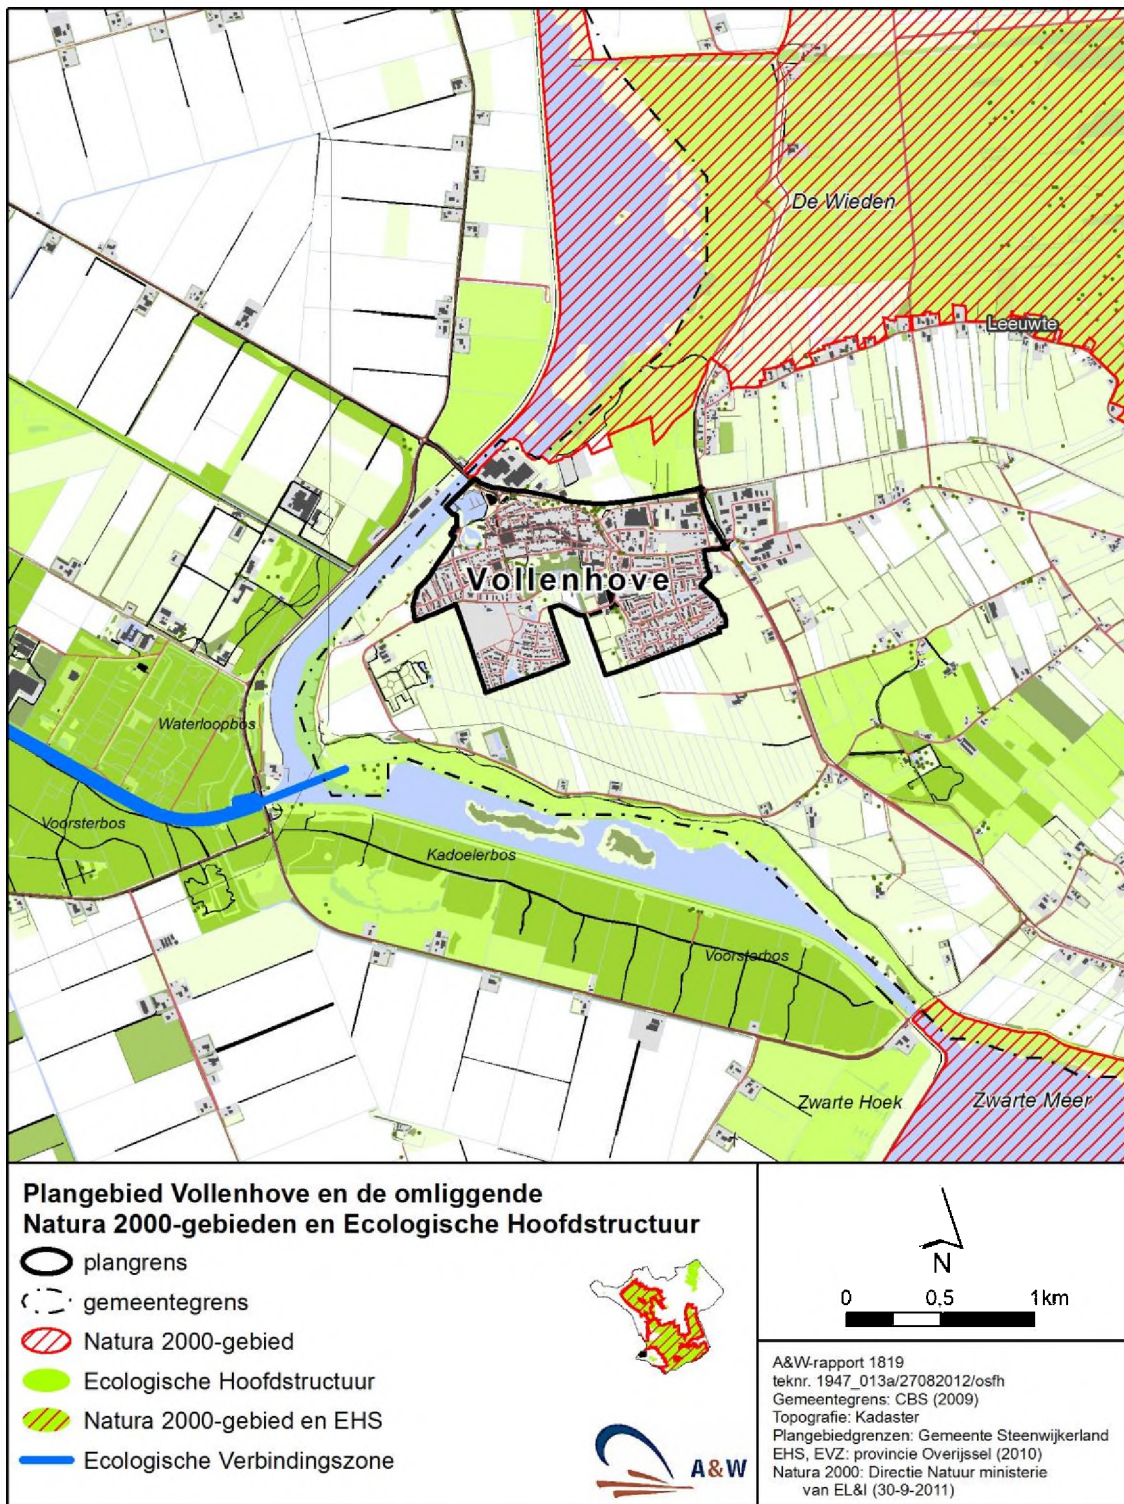 De Wieden
Leeuwte
Vollenhove
Waterloopbos
Voorsterbos
Kadoelerbos
Voorsterbos
Zwarte Hoek
Zwarte Meer
Plangebied Vollenhove en de omliggende
Natura 2000-gebieden en Ecologische Hoofdstructuur
plangrens
gemeentegrens
Natura 2000-gebied
Ecologische Hoofdstructuur
Natura 2000-gebied en EHS
Ecologische Verbindingszone
A&W
N
0 0,5 1km
A&W-rapport 1819
teknr. 1947_013a/27082012/osfh
Gemeentegrens: CBS (2009)
Topografie: Kadaster
Plangebiedgrenzen: Gemeente Steenwijkerland
EHS, EVZ: provincie Overijssel (2010)
Natura 2000: Directie Natuur ministerie
van EL&I (30-9-2011)